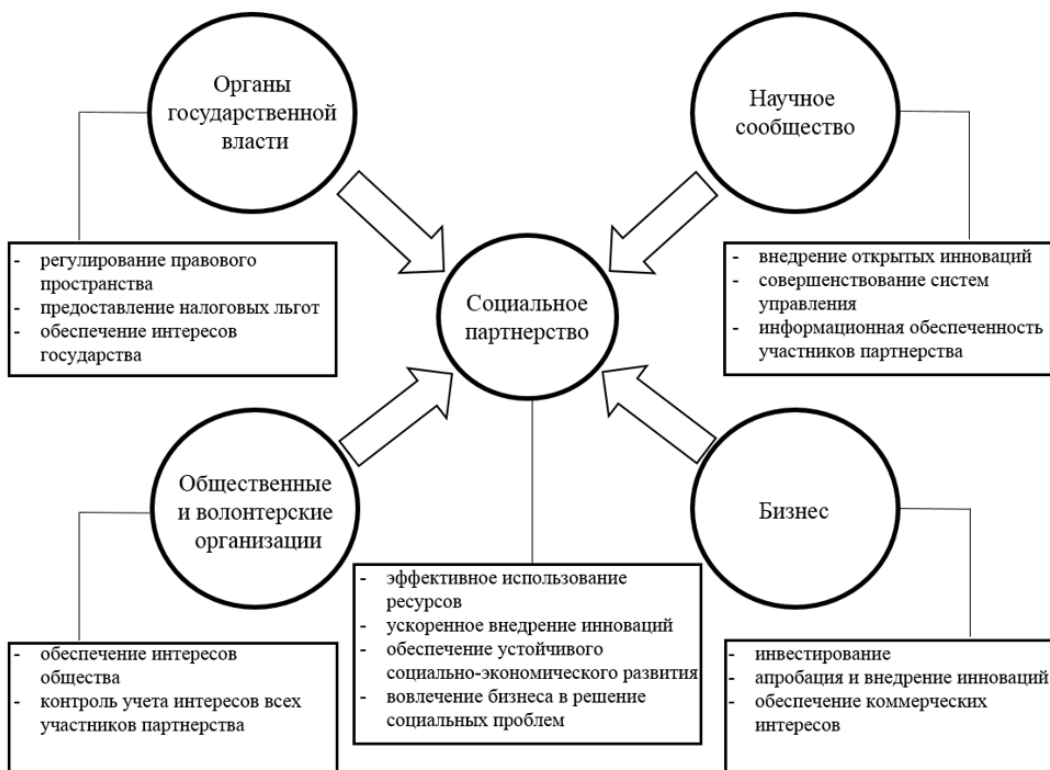 Органы
государственной
власти
Научное
сообщество
- регулирование правового
пространства
- предоставление налоговых льгот
- обеспечение интересов
государства
Социальное
партнерство
- внедрение открытых инноваций
- совершенствование систем
управления
- информационная обеспеченность
участников партнерства
Общественные
и волонтерские
организации
Бизнес
- обеспечение интересов
общества
- контроль учета интересов всех
участников партнерства
- эффективное использование
ресурсов
- ускоренное внедрение инноваций
- обеспечение устойчивого
социально-экономического развития
- вовлечение бизнеса в решение
социальных проблем
- инвестирование
- апробация и внедрение инноваций
- обеспечение коммерческих
интересов